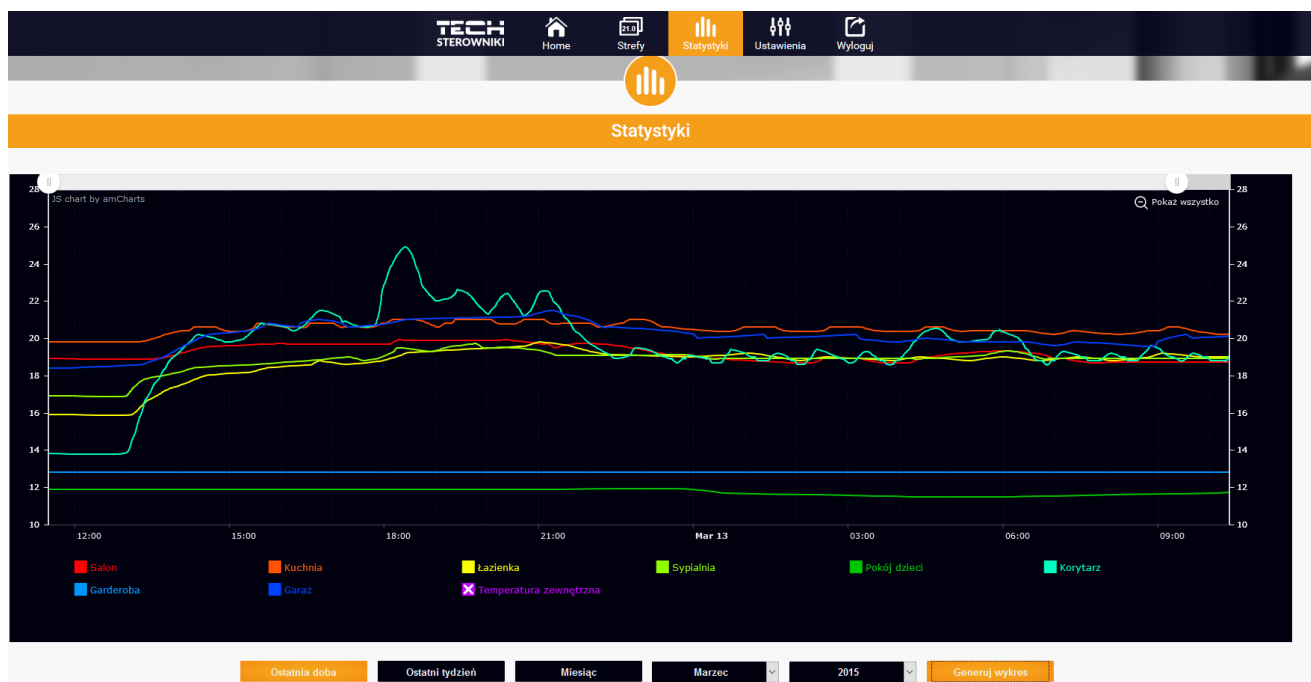 TECH
STEROWNIKI
Home
21.0
Strefy
Statystyki
Ustawienia
Wyloguj
Statystyki
28
JS chart by amCharts
Pokaż wszystko
28
26
26
24
24
22
22
20
20
18
18
16
16
14
14
12
12
10
10
12:00 15:00 18:00 21:00 Mar 13 03:00 06:00 09:00
Salon Kuchnia Łazienka Sypialnia Pokój dzieci Korytarz
Garderoba Garaż Temperatura zewnętrzna
Ostatnia doba Ostatni tydzień Miesiąc Marzec 2015 Generuj wykres